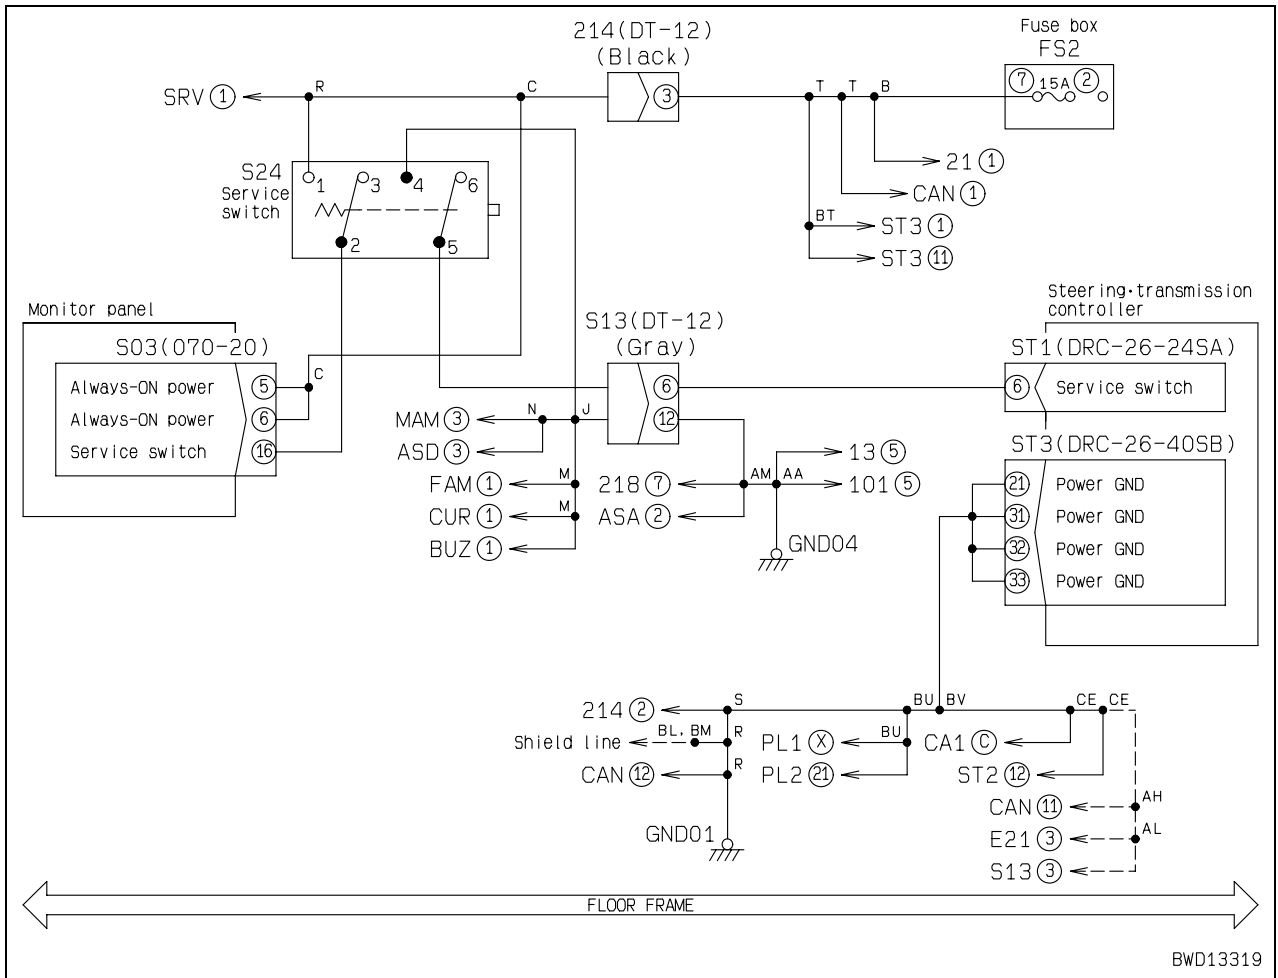 214(DT-12)
(Black)
Fuse box
FS2
7 15A 2
SRV 1
R
C
3
T T B
21 1
CAN 1
BT
ST3 1
ST3 11
S24
Service
switch
1 3 4 6
2 5
Monitor panel
S03(070-20)
Always-ON power 5
C
Always-ON power 6
Service switch 16
S13(DT-12)
(Gray)
6
12
Steering·transmission
controller
ST1(DRC-26-24SA)
6 Service switch
MAM 3 N J
ASD 3
FAM 1 M
CUR 1 M
BUZ 1
13 5
218 7 AM AA 101 5
ASA 2
GND04
ST3(DRC-26-40SB)
21 Power GND
31 Power GND
32 Power GND
33 Power GND
214 2 S BU BV CE CE
Shield line BL, BM R PL1 X BU CA1 C
CAN 12 R PL2 21 ST2 12
CAN 11 AH
GND01
E21 3 AL
S13 3
FLOOR FRAME
BWD13319